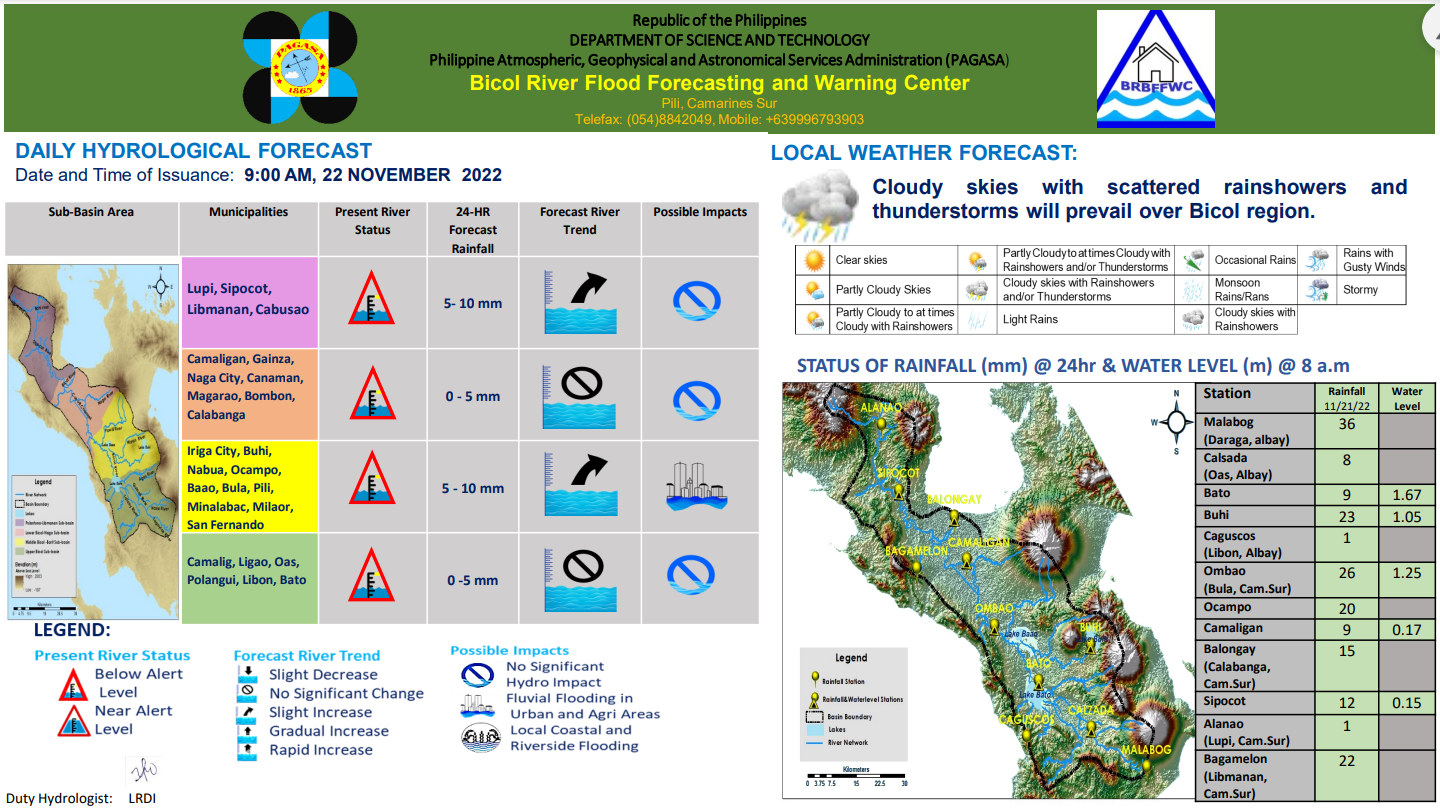 Republic of the Philippines
DEPARTMENT OF SCIENCE AND TECHNOLOGY
Philippine Atmospheric, Geophysical and Astronomical Services Administration (PAGASA)
Bicol River Flood Forecasting and Warning Center
Pili, Camarines Sur
Telefax: (054)8842049, Mobile: +639996793903
PAGASA
1865
BRBFFWC
DAILY HYDROLOGICAL FORECAST
Date and Time of Issuance: 9:00 AM, 22 NOVEMBER 2022
Sub-Basin Area
Municipalities
Present River
Status
24-HR
Forecast
Rainfall
Forecast River
Trend
Possible Impacts
Lupi, Sipocot,
Libmanan, Cabusao
5- 10 mm
Camaligan, Gainza,
Naga City, Canaman,
Magarao, Bombon,
Calabanga
0 - 5 mm
Iriga City, Buhi,
Nabua, Ocampo,
Baao, Bula, Pili,
Minalabac, Milaor,
San Fernando
5 - 10 mm
Camalig, Ligao, Oas,
Polangui, Libon, Bato
0 -5 mm
Legend
River Network
Basin Boundary
Lakes
LEGEND:
Present River Status
Below Alert
Level
Near Alert
Level
Forecast River Trend
Slight Decrease
No Significant Change
Slight Increase
Gradual Increase
Rapid Increase
Possible Impacts
No Significant
Hydro Impact
Fluvial Flooding in
Urban and Agri Areas
Local Coastal and
Riverside Flooding
Duty Hydrologist: LRDI
LOCAL WEATHER FORECAST:
Cloudy skies with scattered rainshowers and
thunderstorms will prevail over Bicol region.
Clear skies
Partly Cloudy to at times Cloudy with
Rainshowers and/or Thunderstorms
Occasional Rains
Rains with
Gusty Winds
Partly Cloudy Skies
Cloudy skies with Rainshowers
and/or Thunderstorms
Monsoon
Rains/Rans
Stormy
Partly Cloudy to at times
Cloudy with Rainshowers
Light Rains
Cloudy skies with
Rainshowers
STATUS OF RAINFALL (mm) @ 24hr & WATER LEVEL (m) @ 8 a.m
N
W
E
S
ALANAO
SIPOCOT
BALONGAY
CAMALIGAN
BAGAMELON
OMBAO
Lake Baao
BUHI
BATO
Lake Bato
CAGUSCOS
CALZADA
MALABOG
Legend
Rainfall Station
Rainfall&Waterlevel Stations
Basin Boundary
Lakes
River Network
Kilometers
0 3.75 7.5 15 22.5 30
Station
Rainfall
11/21/22
Water
Level
Malabog
(Daraga, albay)
36
Calsada
(Oas, Albay)
8
Bato 9 1.67
Buhi 23 1.05
Caguscos
(Libon, Albay)
1
Ombao
(Bula, Cam.Sur)
26 1.25
Ocampo 20
Camaligan 9 0.17
Balongay
(Calabanga,
Cam.Sur)
15
Sipocot 12 0.15
Alanao
(Lupi, Cam.Sur)
1
Bagamelon
(Libmanan,
Cam.Sur)
22